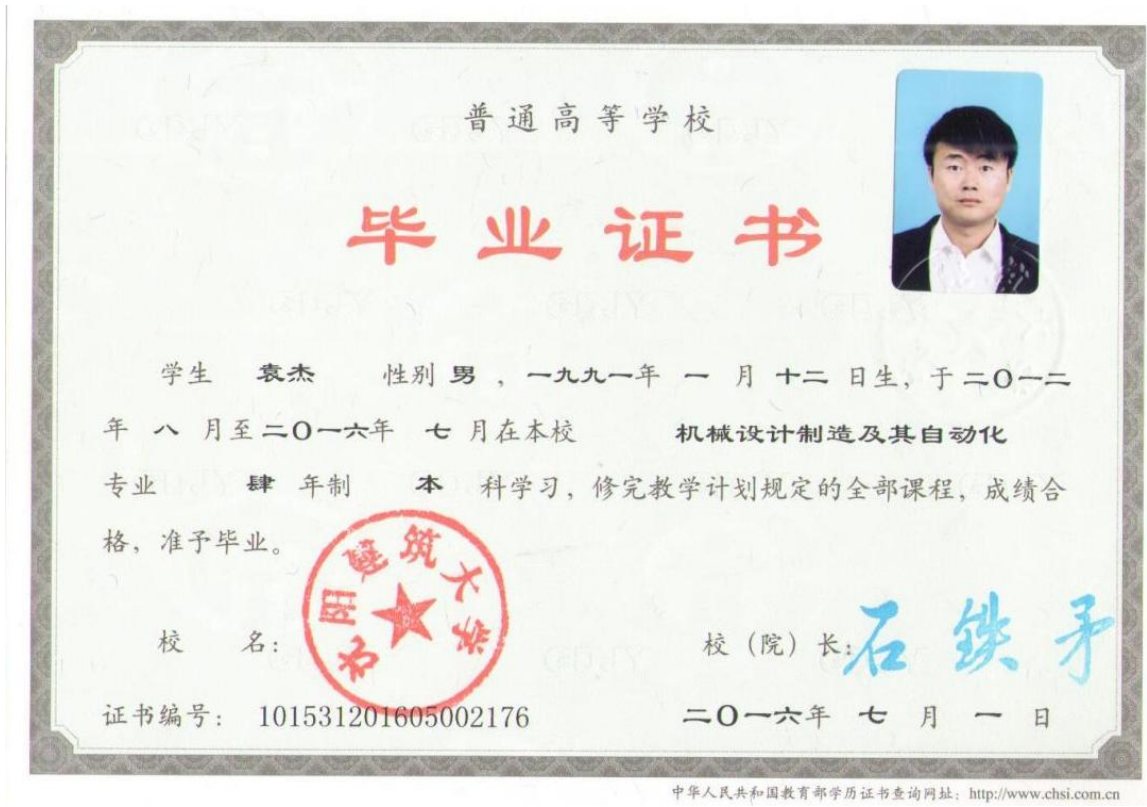 普通高等学校
毕业证书
学生 袁杰 性别 男 ，一九九一年 一 月 十二 日生，于二〇一二
年 八 月至二〇一六年 七 月在本校 机械设计制造及其自动化
专业 肆 年制 本 科学习，修完教学计划规定的全部课程，成绩合
格，准予毕业。
沈阳建筑大学
校 名： 校（院）长：石铁矛
证书编号： 101531201605002176 二〇一六年 七 月 一 日
中华人民共和国教育部学历证书查询网址：http://www.chsi.com.cn